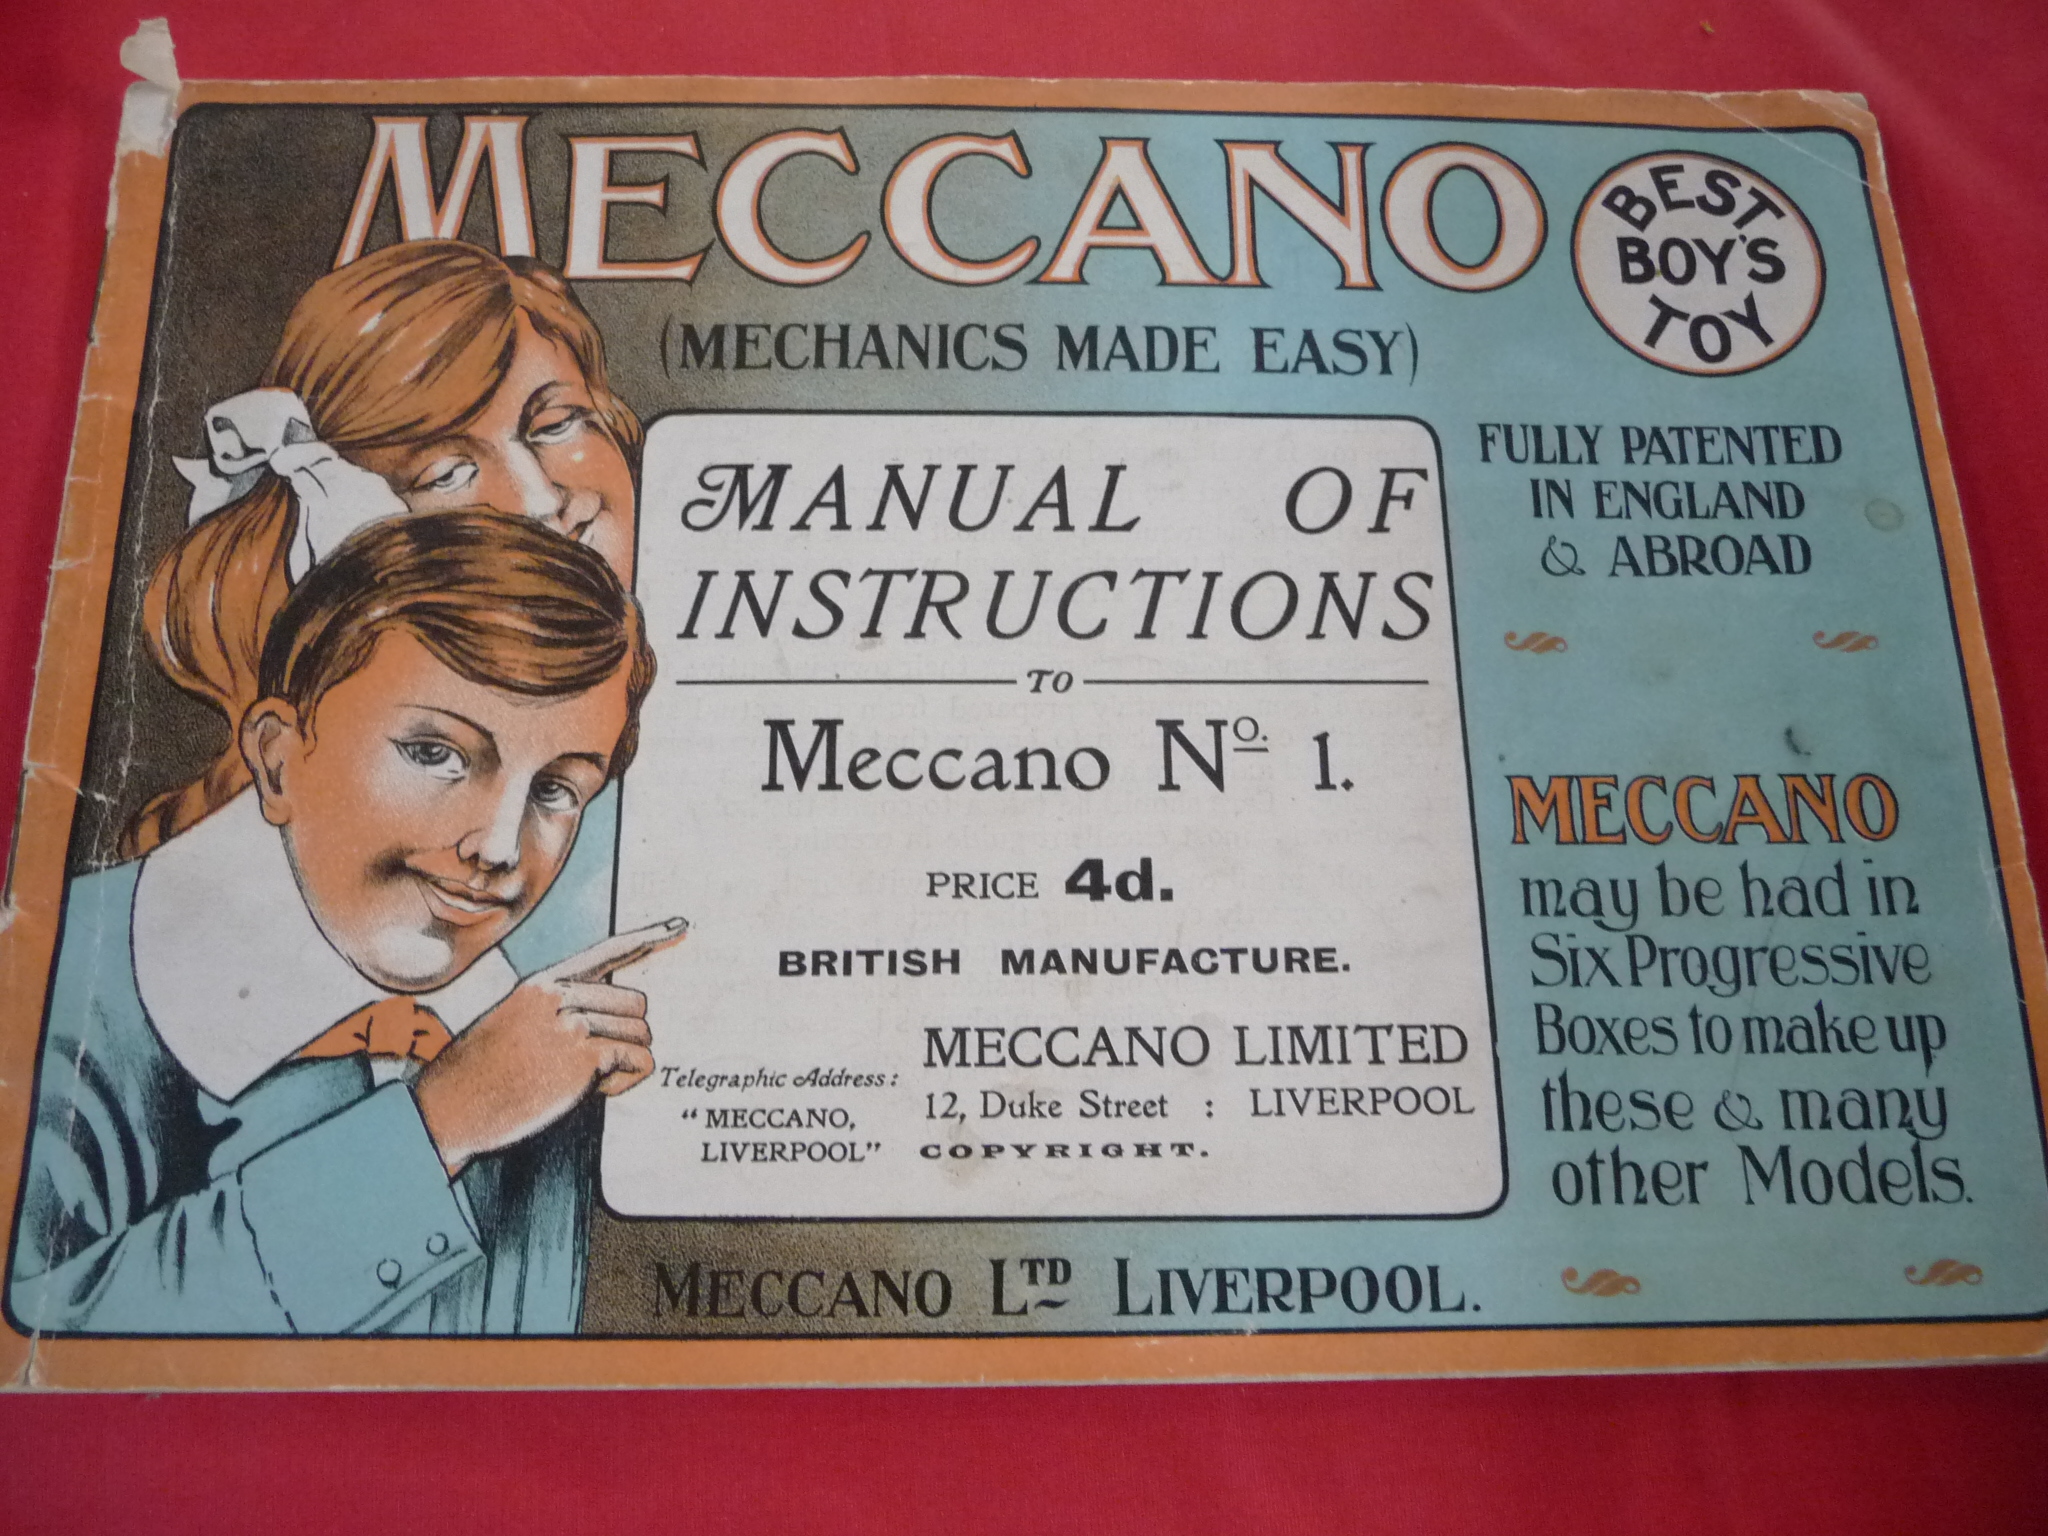 MECCANO
BEST
BOY'S
TOY
(MECHANICS MADE EASY)
MANUAL OF
INSTRUCTIONS
TO
Meccano Nº. 1.
PRICE 4d.
BRITISH MANUFACTURE.
Telegraphic Address:
"MECCANO,
LIVERPOOL"
MECCANO LIMITED
12, Duke Street : LIVERPOOL
COPYRIGHT.
FULLY PATENTED
IN ENGLAND
& ABROAD
MECCANO
may be had in
Six Progressive
Boxes to make up
these & many
other Models.
MECCANO LTD LIVERPOOL.